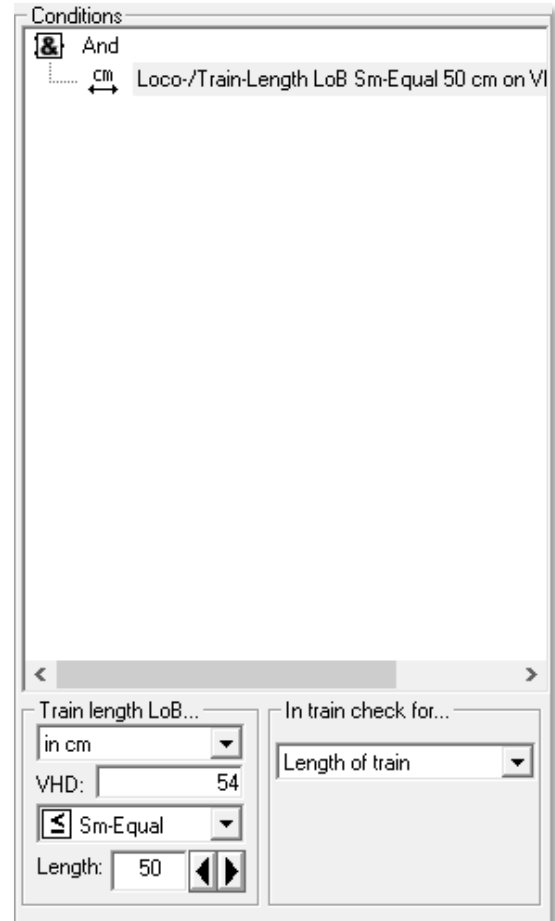 Conditions
& And
cm Loco-/Train-Length LoB Sm-Equal 50 cm on
Train length LoB...
in cm
VHD: 54
≤ Sm-Equal
Length: 50
In train check for...
Length of train